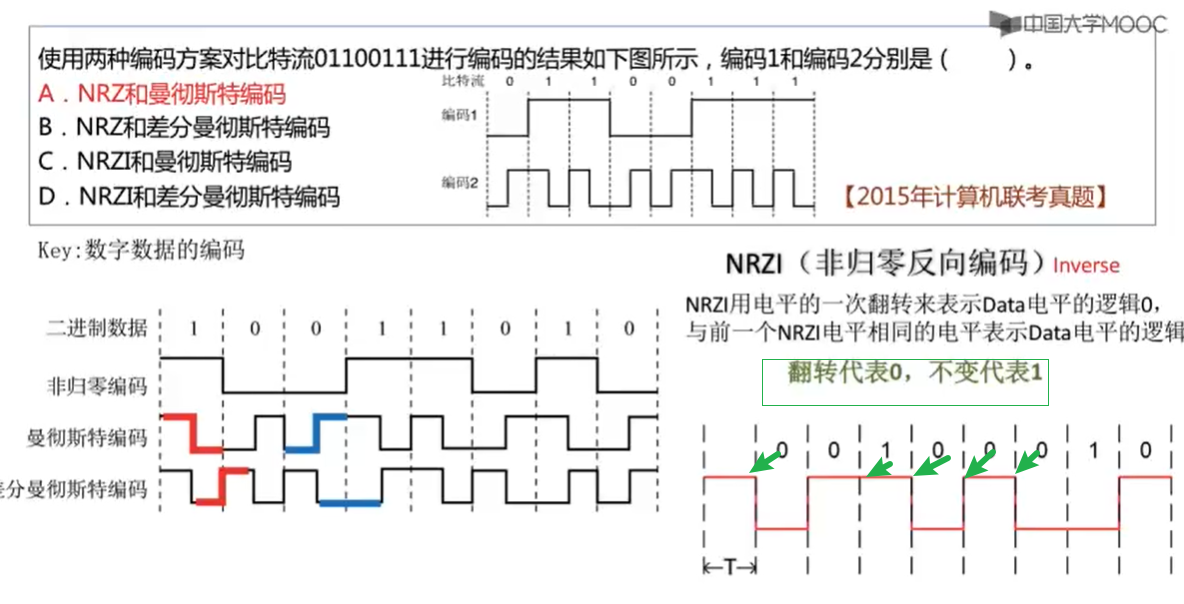 中国大学MOOC
使用两种编码方案对比特流01100111进行编码的结果如下图所示，编码1和编码2分别是（ ）。
A．NRZ和曼彻斯特编码
B．NRZ和差分曼彻斯特编码
C．NRZI和曼彻斯特编码
D．NRZI和差分曼彻斯特编码
比特流 0 1 1 0 0 1 1 1
编码1
编码2
【2015年计算机联考真题】
Key:数字数据的编码
二进制数据 1 0 0 1 1 0 1 0
非归零编码
曼彻斯特编码
差分曼彻斯特编码
NRZI（非归零反向编码）Inverse
NRZI用电平的一次翻转来表示Data电平的逻辑0，
与前一个NRZI电平相同的电平表示Data电平的逻辑
翻转代表0，不变代表1
0 0 1 0 0 0 1 0
←T→